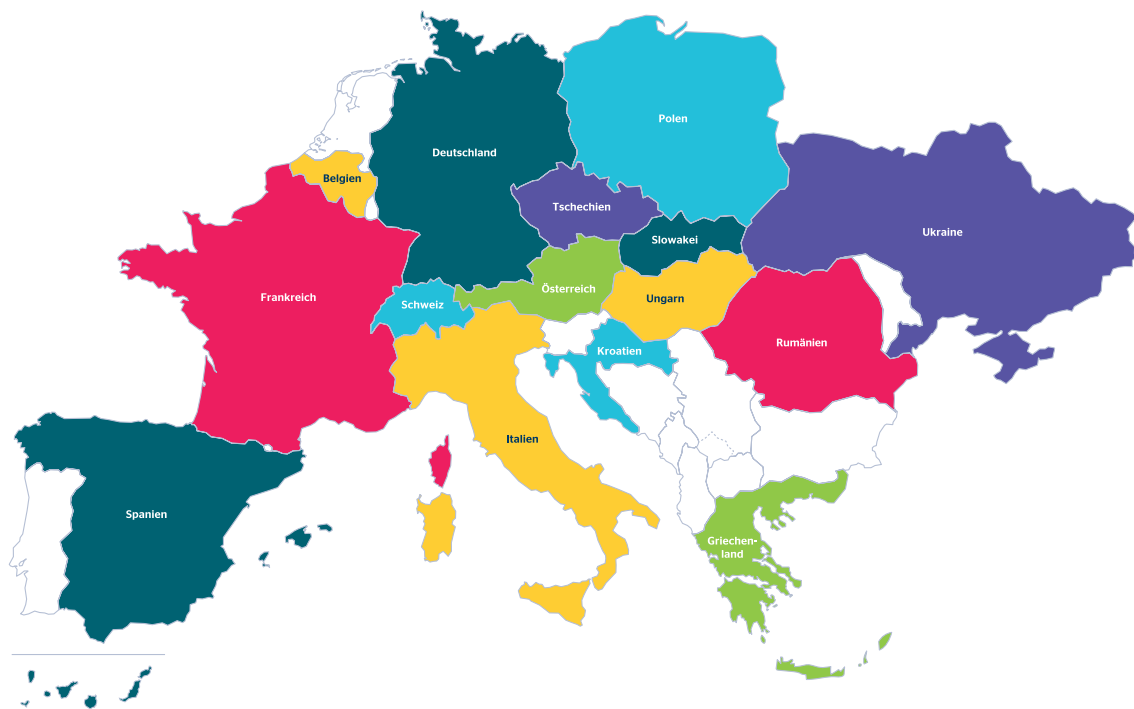 Polen
Deutschland
Belgien
Tschechien
Ukraine
Slowakei
Österreich
Frankreich
Schweiz
Ungarn
Rumänien
Kroatien
Italien
Spanien
Griechen-
land